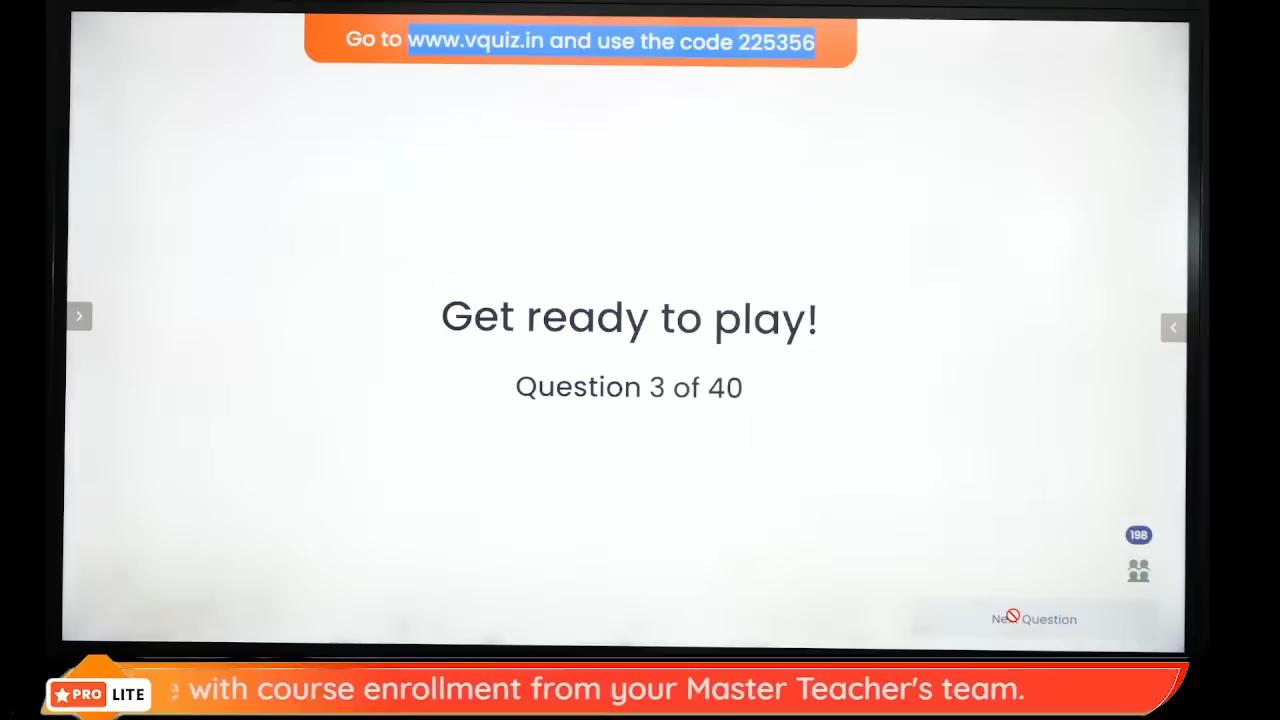 Go to www.vquiz.in and use the code 225356
Get ready to play!
Question 3 of 40
198
Question
PRO LITE
with course enrollment from your Master Teacher's team.